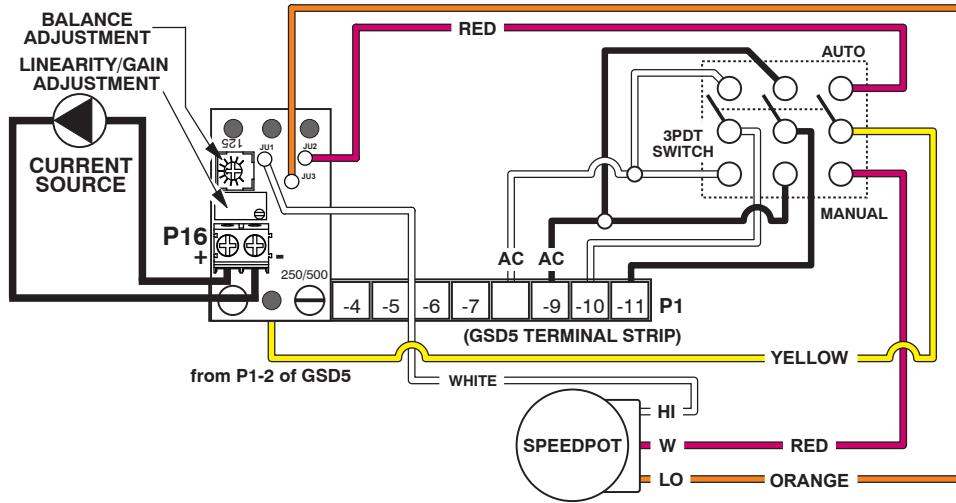 BALANCE
ADJUSTMENT
LINEARITY/GAIN
ADJUSTMENT
CURRENT
SOURCE
125
JU1
JU2
JU3
P16
+
-
250/500
RED
AUTO
3PDT
SWITCH
MANUAL
AC
AC
-4
-5
-6
-7
-9
-10
-11
P1
(GSD5 TERMINAL STRIP)
YELLOW
from P1-2 of GSD5
WHITE
HI
SPEEDPOT
W
RED
LO
ORANGE